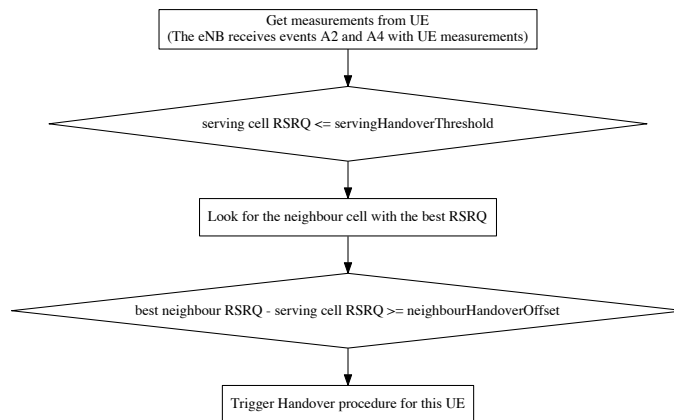 Get measurements from UE
(The eNB receives events A2 and A4 with UE measurements)
serving cell RSRQ <= servingHandoverThreshold
Look for the neighbour cell with the best RSRQ
best neighbour RSRQ - serving cell RSRQ >= neighbourHandoverOffset
Trigger Handover procedure for this UE